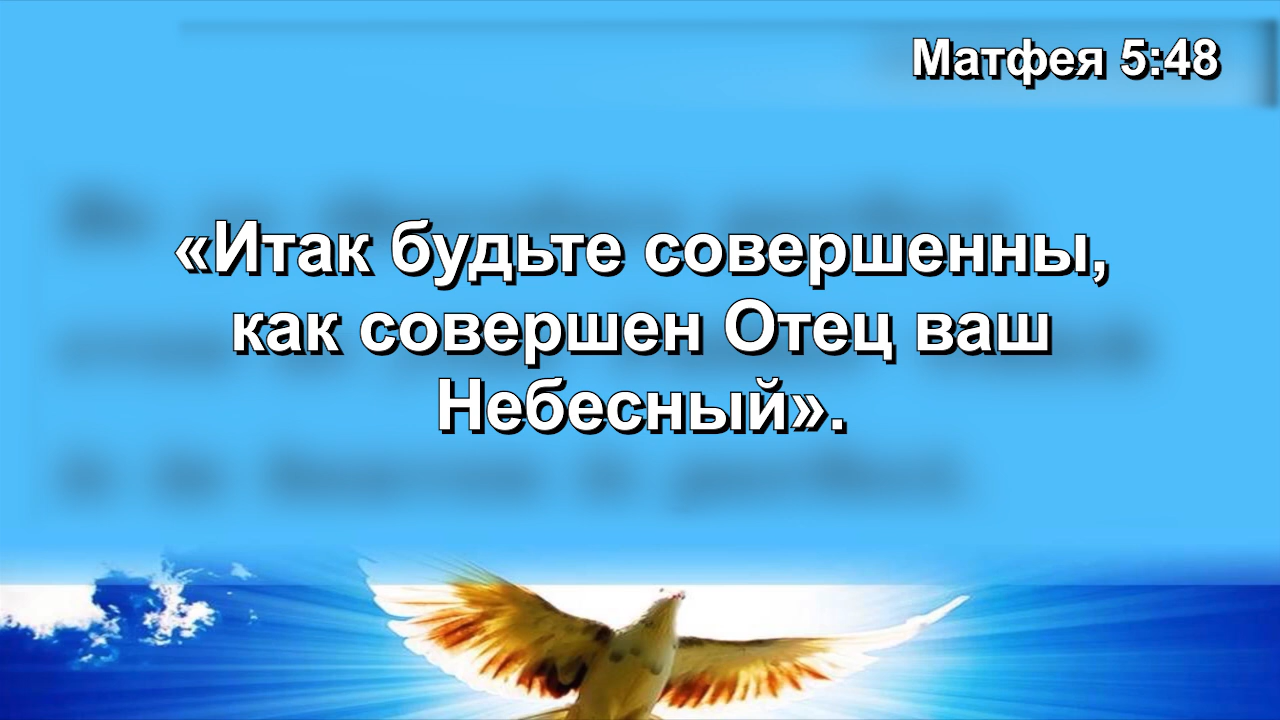 Матфея 5:48
«Итак будьте совершенны,
как совершен Отец ваш
Небесный».